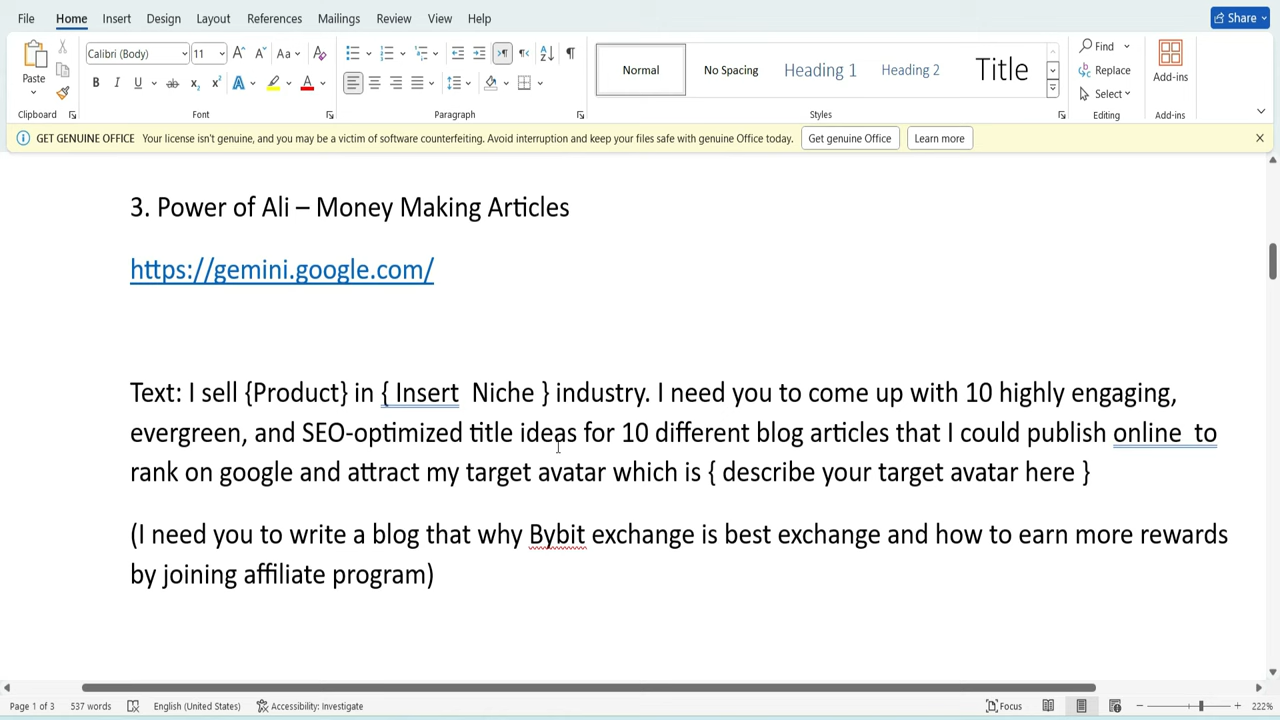 File Home Insert Design Layout References Mailings Review View Help Share
Calibri (Body) 11 Aa Find
Paste Normal No Spacing Heading 1 Heading 2 Title Replace Add-ins
B I U ab x₂ x² A A Select
Clipboard Font Paragraph Styles Editing Add-ins
GET GENUINE OFFICE Your license isn't genuine, and you may be a victim of software counterfeiting. Avoid interruption and keep your files safe with genuine Office today. Get genuine Office Learn more
3. Power of Ali – Money Making Articles
https://gemini.google.com/
Text: I sell {Product} in { Insert Niche } industry. I need you to come up with 10 highly engaging,
evergreen, and SEO-optimized title ideas for 10 different blog articles that I could publish online to
rank on google and attract my target avatar which is { describe your target avatar here }
(I need you to write a blog that why Bybit exchange is best exchange and how to earn more rewards
by joining affiliate program)
Page 1 of 3 537 words English (United States) Accessibility: Investigate Focus 222%